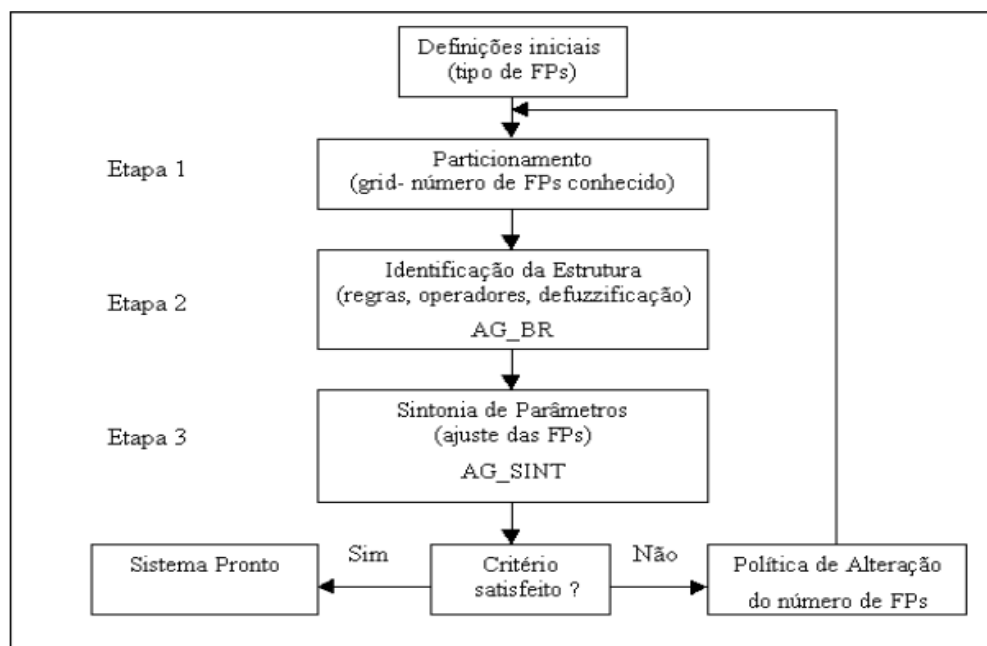 Definições iniciais
(tipo de FPs)
Etapa 1
Particionamento
(grid- número de FPs conhecido)
Etapa 2
Identificação da Estrutura
(regras, operadores, defuzzificação)
AG_BR
Etapa 3
Sintonia de Parâmetros
(ajuste das FPs)
AG_SINT
Sistema Pronto
Sim
Critério
satisfeito ?
Não
Política de Alteração
do número de FPs